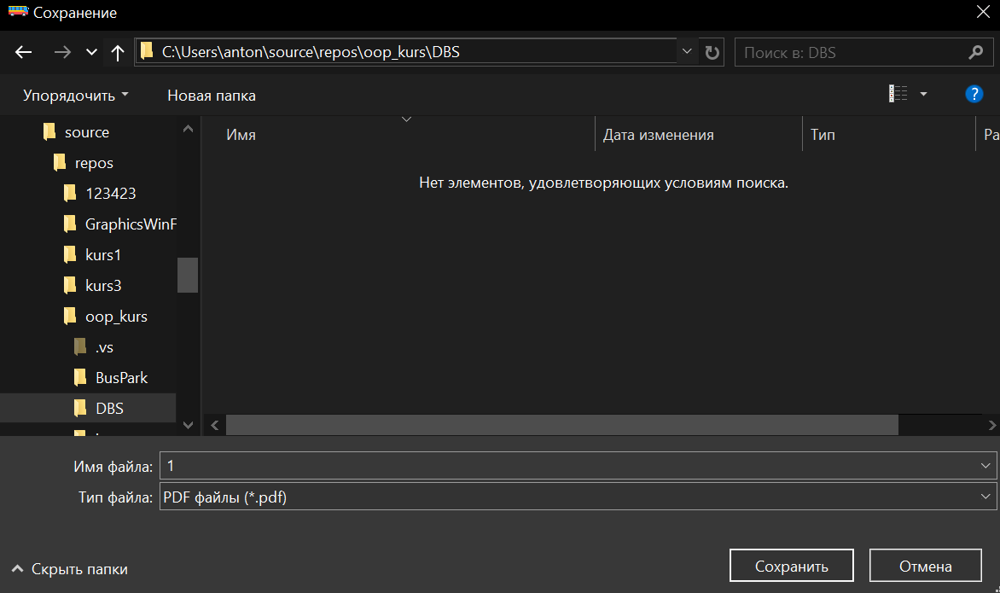 Сохранение
C:\Users\anton\source\repos\oop_kurs\DBS
Поиск в: DBS
Упорядочить
Новая папка
?
source
repos
123423
GraphicsWinF
kurs1
kurs3
oop_kurs
.vs
BusPark
DBS
Имя
Дата изменения
Тип
Ра
Нет элементов, удовлетворяющих условиям поиска.
Имя файла:
1
Тип файла:
PDF файлы (*.pdf)
Скрыть папки
Сохранить
Отмена